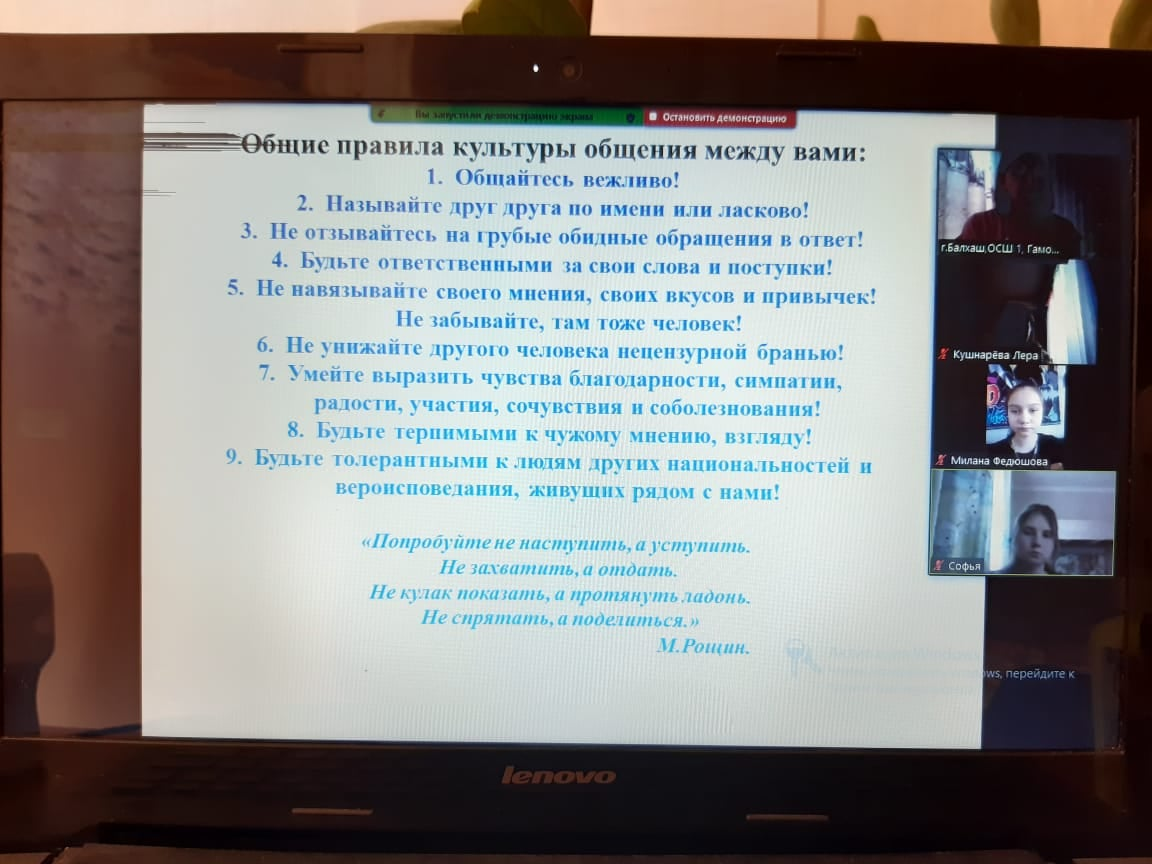 Вы запустили демонстрацию экрана
Остановить демонстрацию
Общие правила культуры общения между вами:
1. Общайтесь вежливо!
2. Называйте друг друга по имени или ласково!
3. Не отзывайтесь на грубые обидные обращения в ответ!
4. Будьте ответственными за свои слова и поступки!
5. Не навязывайте своего мнения, своих вкусов и привычек!
Не забывайте, там тоже человек!
6. Не унижайте другого человека нецензурной бранью!
7. Умейте выразить чувства благодарности, симпатии,
радости, участия, сочувствия и соболезнования!
8. Будьте терпимыми к чужому мнению, взгляду!
9. Будьте толерантными к людям других национальностей и
вероисповедания, живущих рядом с нами!
«Попробуйте не наступить, а уступить.
Не захватить, а отдать.
Не кулак показать, а протянуть ладонь.
Не спрятать, а поделиться.»
М.Рощин.
г.Балхаш,ОСШ 1, Гамо...
Кушнарёва Лера
Милана Федюшова
Софья
Активация Windows
ows, перейдите к
lenovo